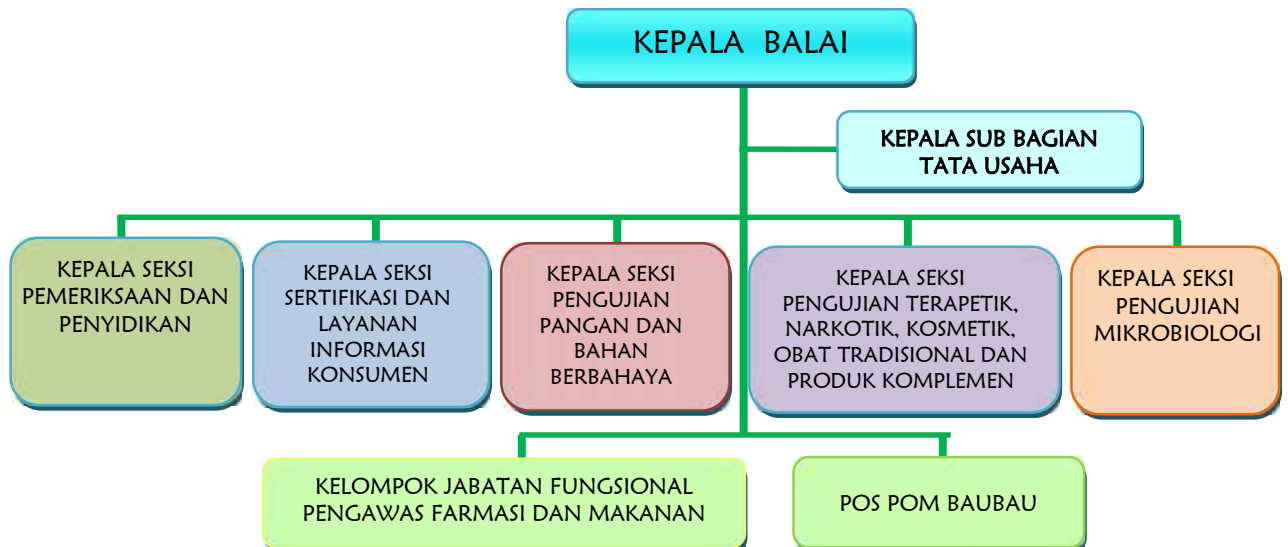 KEPALA BALAI
KEPALA SUB BAGIAN
TATA USAHA
KEPALA SEKSI
PEMERIKSAAN DAN
PENYIDIKAN
KEPALA SEKSI
SERTIFIKASI DAN
LAYANAN
INFORMASI
KONSUMEN
KEPALA SEKSI
PENGUJIAN
PANGAN DAN
BAHAN
BERBAHAYA
KEPALA SEKSI
PENGUJIAN TERAPETIK,
NARKOTIK, KOSMETIK,
OBAT TRADISIONAL DAN
PRODUK KOMPLEMEN
KEPALA SEKSI
PENGUJIAN
MIKROBIOLOGI
KELOMPOK JABATAN FUNGSIONAL
PENGAWAS FARMASI DAN MAKANAN
POS POM BAUBAU